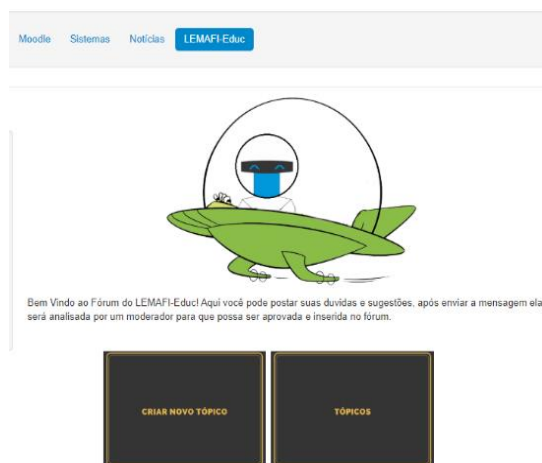 Moodle Sistemas Notícias LEMAFI-Educ
Bem Vindo ao Fórum do LEMAFI-Educ! Aqui você pode postar suas duvidas e sugestões, após enviar a mensagem ela
será analisada por um moderador para que possa ser aprovada e inserida no fórum.
CRIAR NOVO TÓPICO TÓPICOS